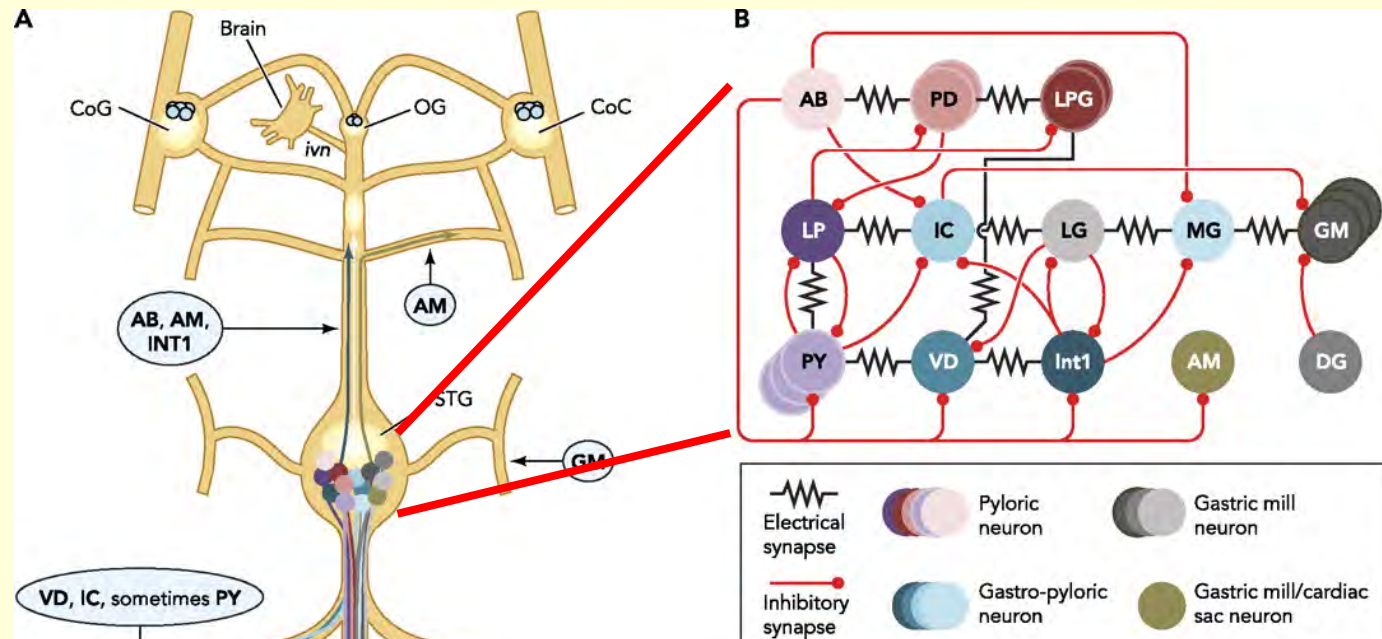 A
Brain
CoG
OG
CoC
ivn
AM
AB, AM,
INT1
STG
GM
VD, IC, sometimes PY
B
AB
PD
LPG
LP
IC
LG
MG
GM
PY
VD
Int1
AM
DG
Electrical
synapse
Pyloric
neuron
Gastric mill
neuron
Inhibitory
synapse
Gastro-pyloric
neuron
Gastric mill/cardiac
sac neuron